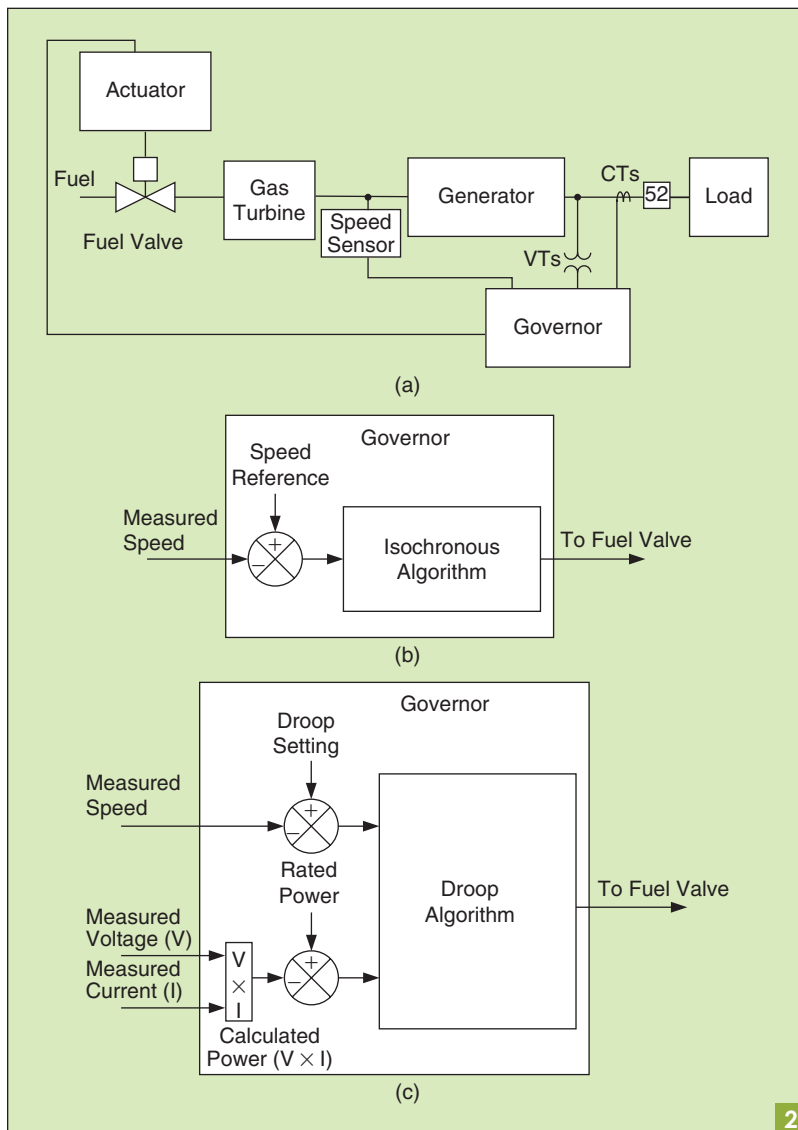 Actuator
Fuel
Fuel Valve
Gas
Turbine
Speed
Sensor
Generator
CTs
52
Load
VTs
Governor
(a)
Governor
Speed
Reference
Measured
Speed
+
−
Isochronous
Algorithm
To Fuel Valve
(b)
Governor
Droop
Setting
Measured
Speed
+
−
Rated
Power
Measured
Voltage (V)
Measured
Current (I)
V
×
I
+
−
Calculated
Power (V × I)
Droop
Algorithm
To Fuel Valve
(c)
2